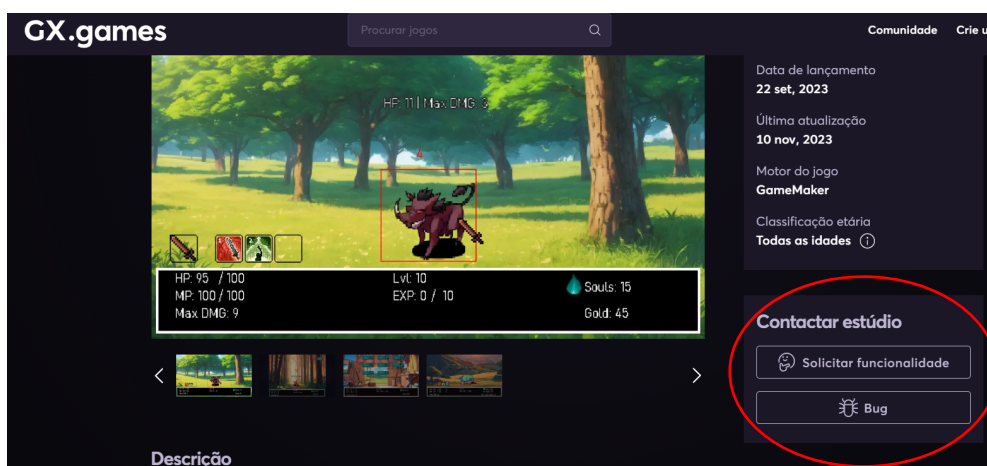 GX.games
Procurar jogos
Comunidade
Crie u
HP: 11 | Max DMG: 3
4
HP: 95 / 100
MP: 100 / 100
Max DMG: 9
Lvl: 10
EXP: 0 / 10
Souls: 15
Gold: 45
Data de lançamento
22 set, 2023
Última atualização
10 nov, 2023
Motor do jogo
GameMaker
Classificação etária
Todas as idades
Contactar estúdio
Solicitar funcionalidade
Bug
Descrição